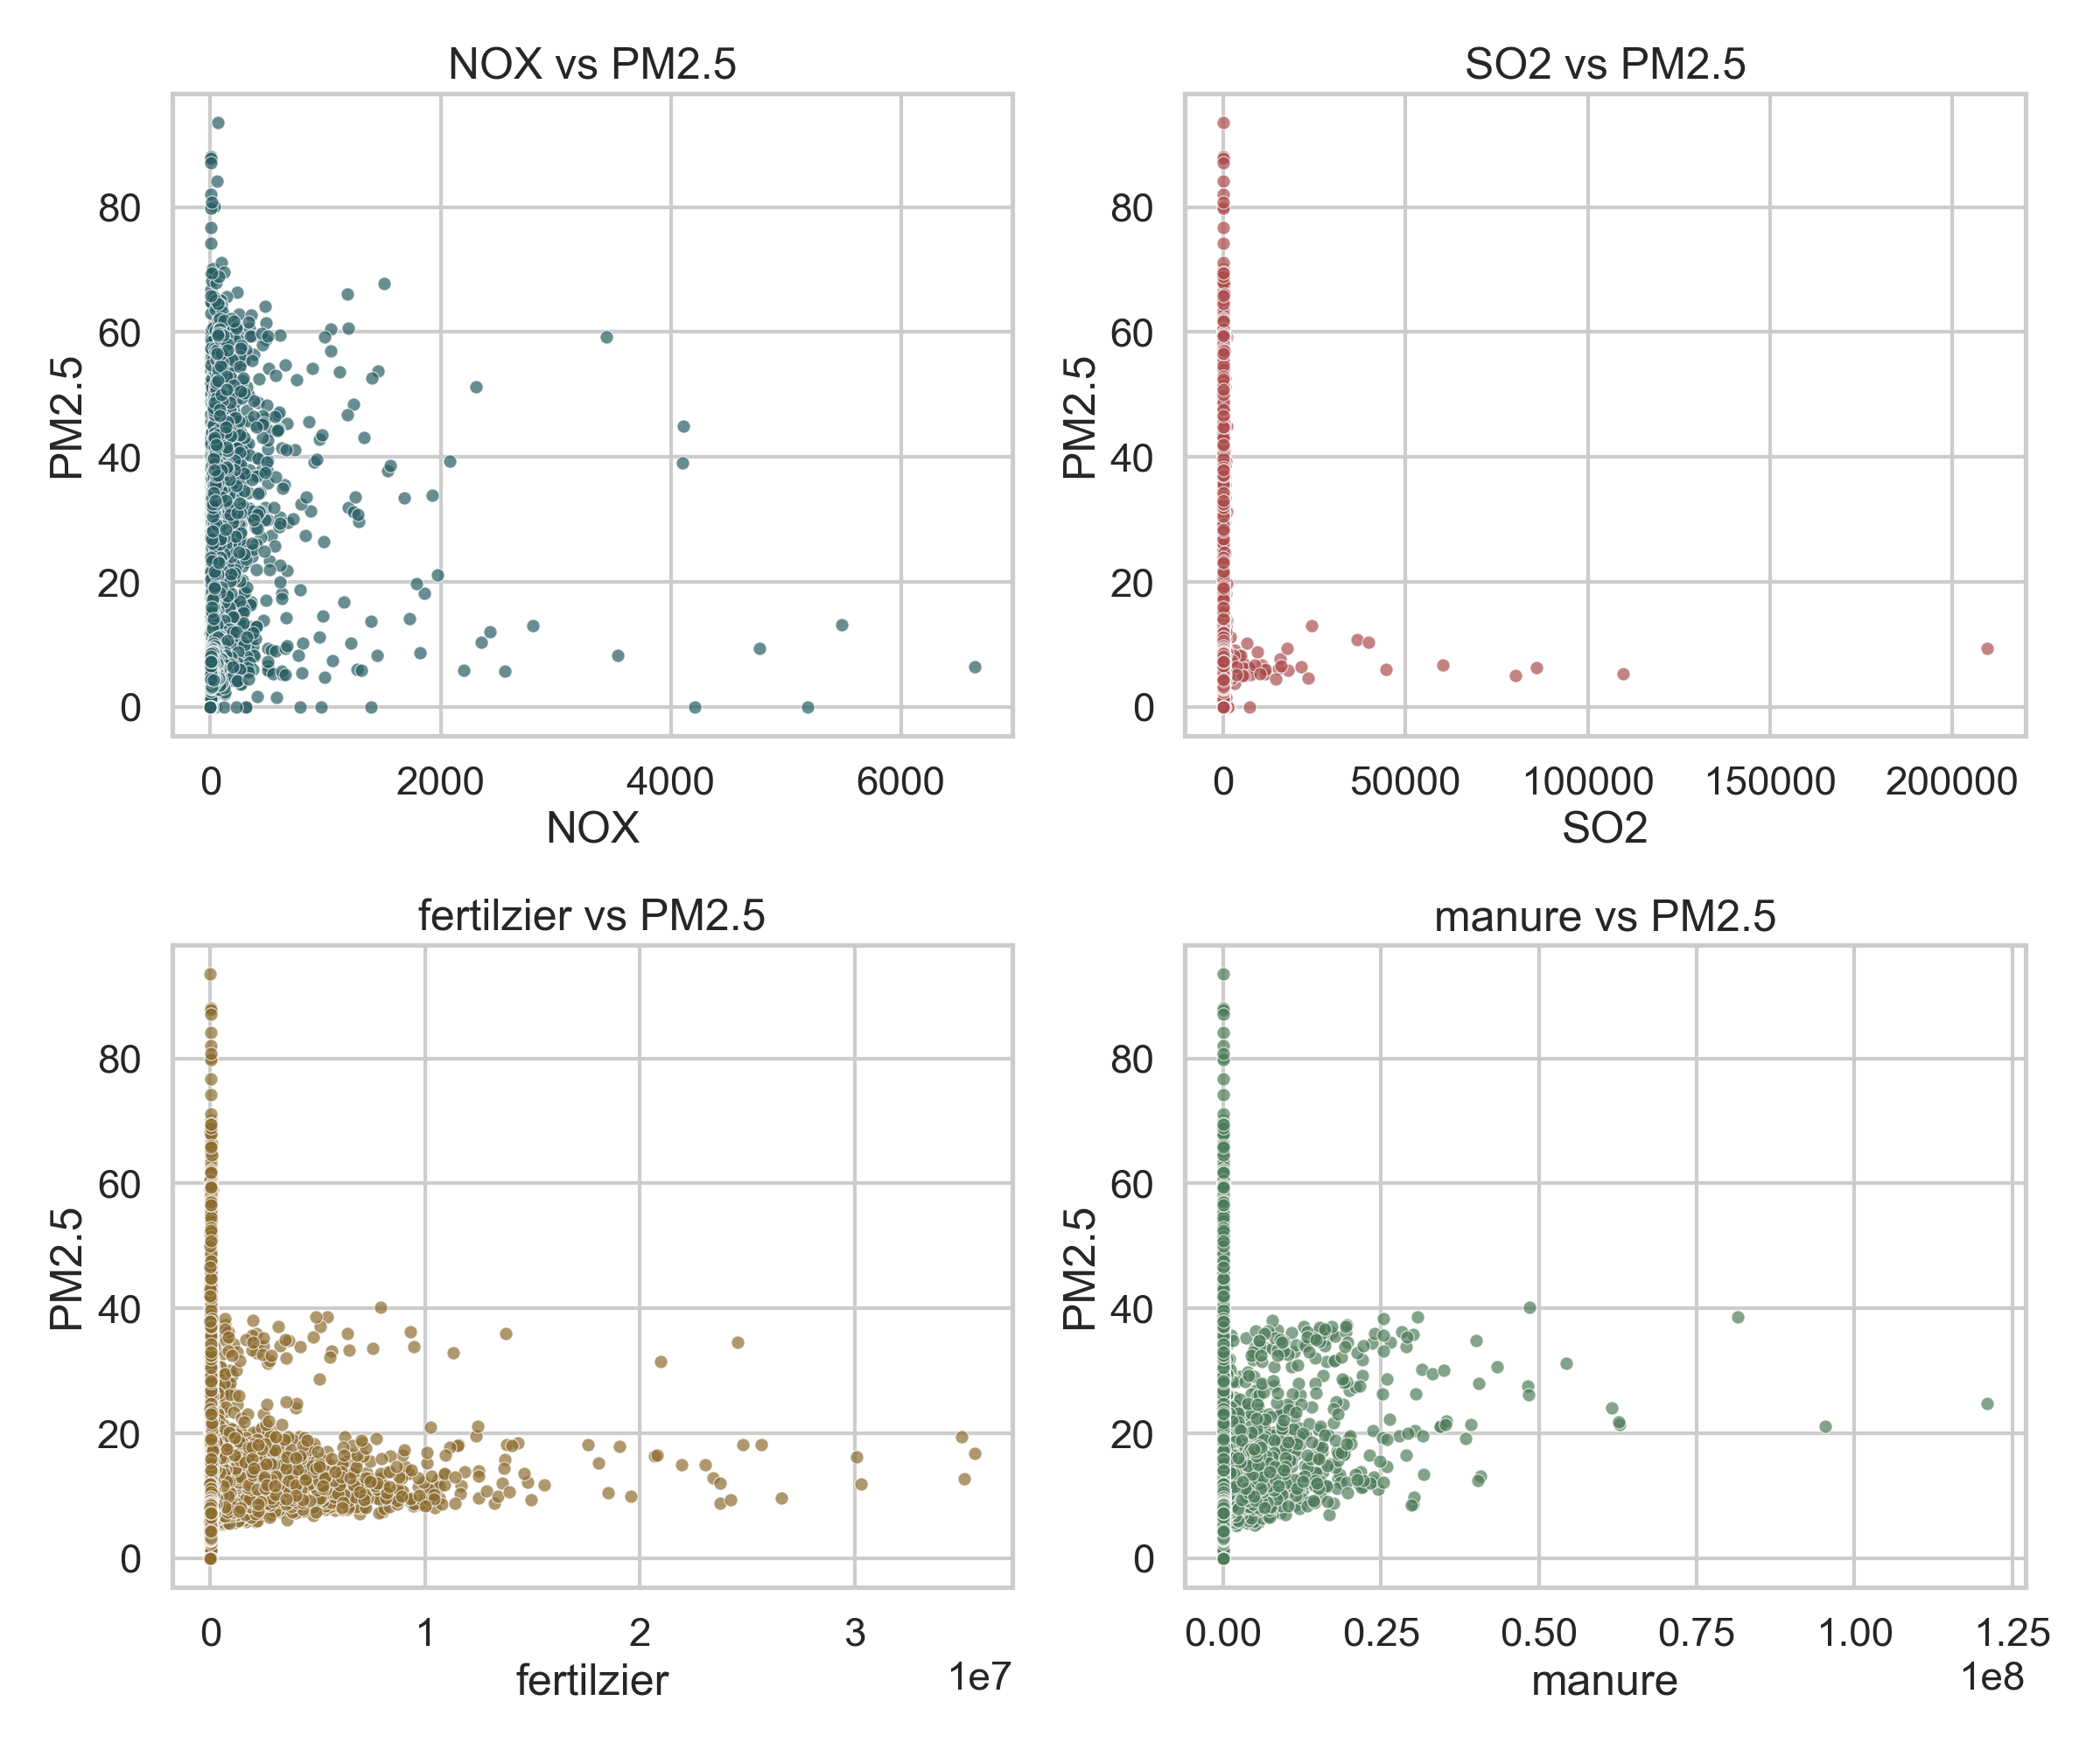 NOX vs PM2.5
PM2.5
80
60
40
20
0
0 2000 4000 6000
NOX
SO2 vs PM2.5
PM2.5
80
60
40
20
0
0 50000 100000 150000 200000
SO2
fertilzier vs PM2.5
PM2.5
80
60
40
20
0
0 1 2 3
1e7
fertilzier
manure vs PM2.5
PM2.5
80
60
40
20
0
0.00 0.25 0.50 0.75 1.00 1.25
1e8
manure